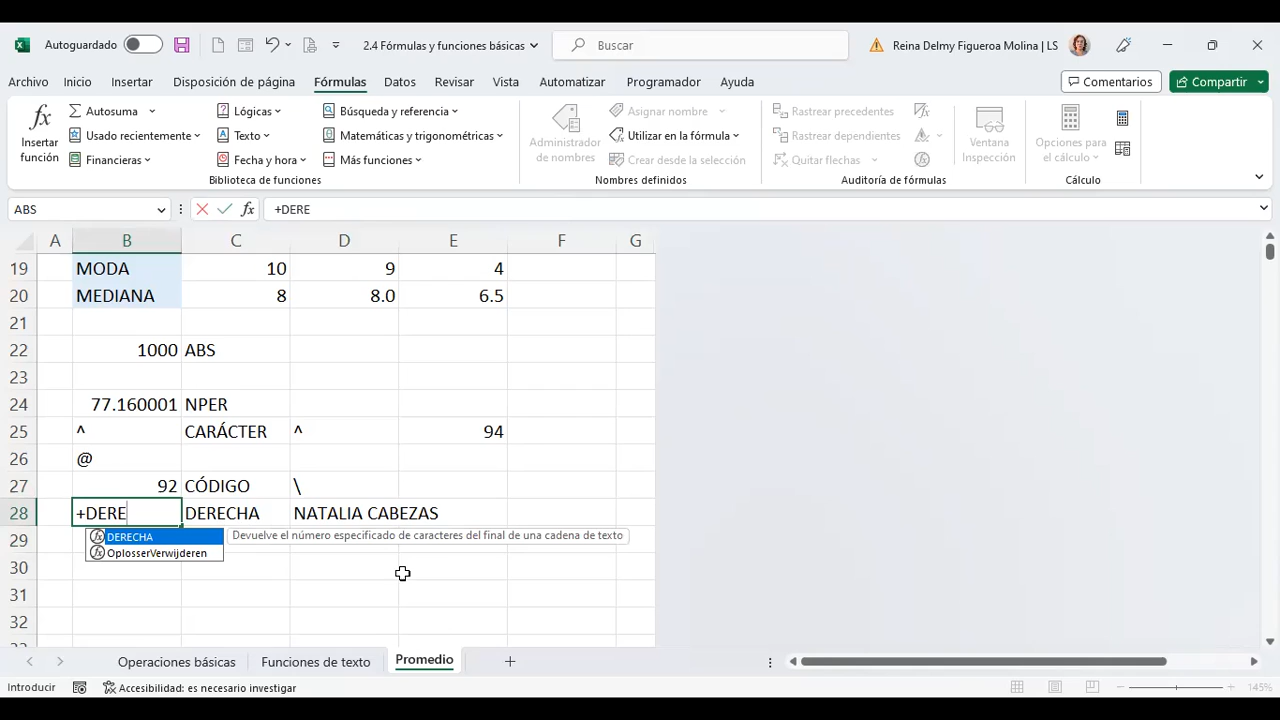 Autoguardado 2.4 Fórmulas y funciones básicas Buscar Reina Delmy Figueroa Molina | LS
Archivo Inicio Insertar Disposición de página Fórmulas Datos Revisar Vista Automatizar Programador Ayuda Comentarios Compartir
fx Insertar función
Autosuma Lógicas Búsqueda y referencia
Usado recientemente Texto Matemáticas y trigonométricas
Financieras Fecha y hora Más funciones
Biblioteca de funciones
Administrador de nombres
Asignar nombre
Utilizar en la fórmula
Crear desde la selección
Nombres definidos
Rastrear precedentes
Rastrear dependientes
Quitar flechas
Auditoría de fórmulas
Ventana Inspección
Opciones para el cálculo
Cálculo
ABS fx +DERE
A B C D E F G
19 MODA 10 9 4
20 MEDIANA 8 8.0 6.5
21
22 1000 ABS
23
24 77.160001 NPER
25 ^ CARÁCTER ^ 94
26 @
27 92 CÓDIGO \
28 +DERE DERECHA NATALIA CABEZAS
29 DERECHA Devuelve el número especificado de caracteres del final de una cadena de texto
OplosserVerwijderen
30
31
32
Operaciones básicas Funciones de texto Promedio
Introducir Accesibilidad: es necesario investigar 145%